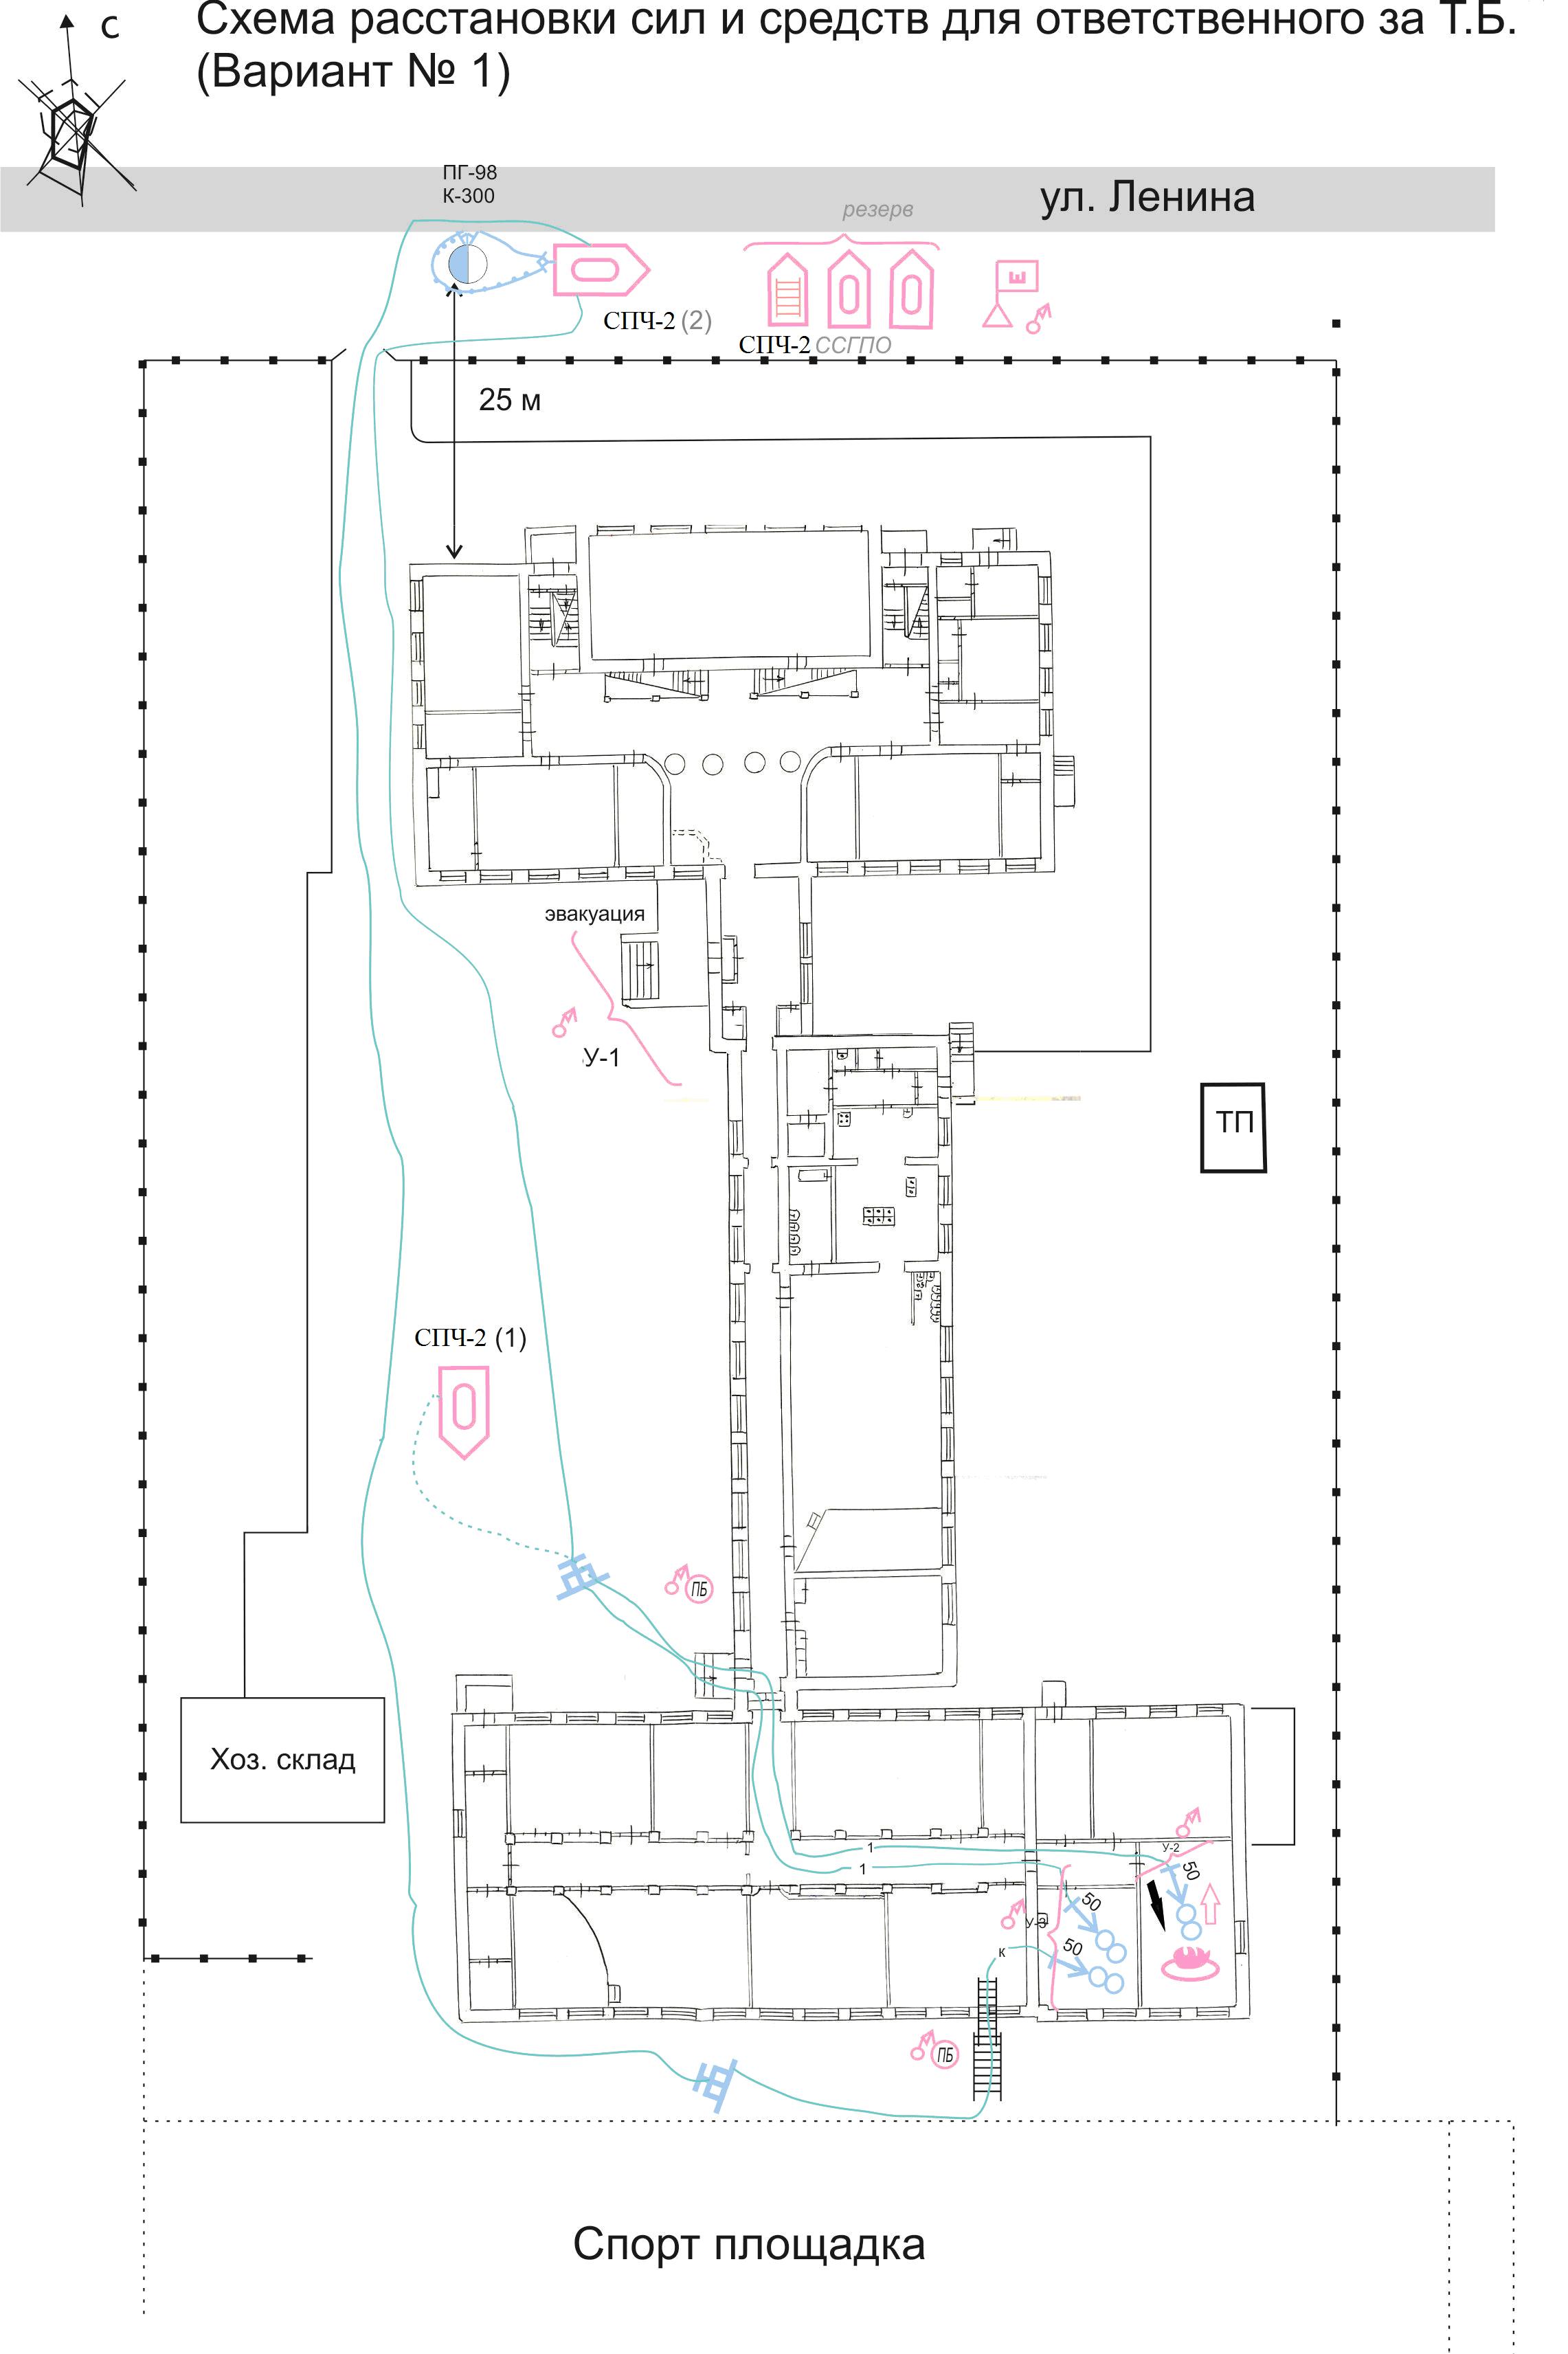 С
Схема расстановки сил и средств для ответственного за Т.Б.
(Вариант № 1)
ПГ-98
К-300
ул. Ленина
резерв
Е
СПЧ-2 (2)
СПЧ-2 ССГПО
25 м
эвакуация
У-1
ТП
СПЧ-2 (1)
ПБ
Хоз. склад
1
1
У-2
50
50
У-3
50
к
ПБ
Спорт площадка